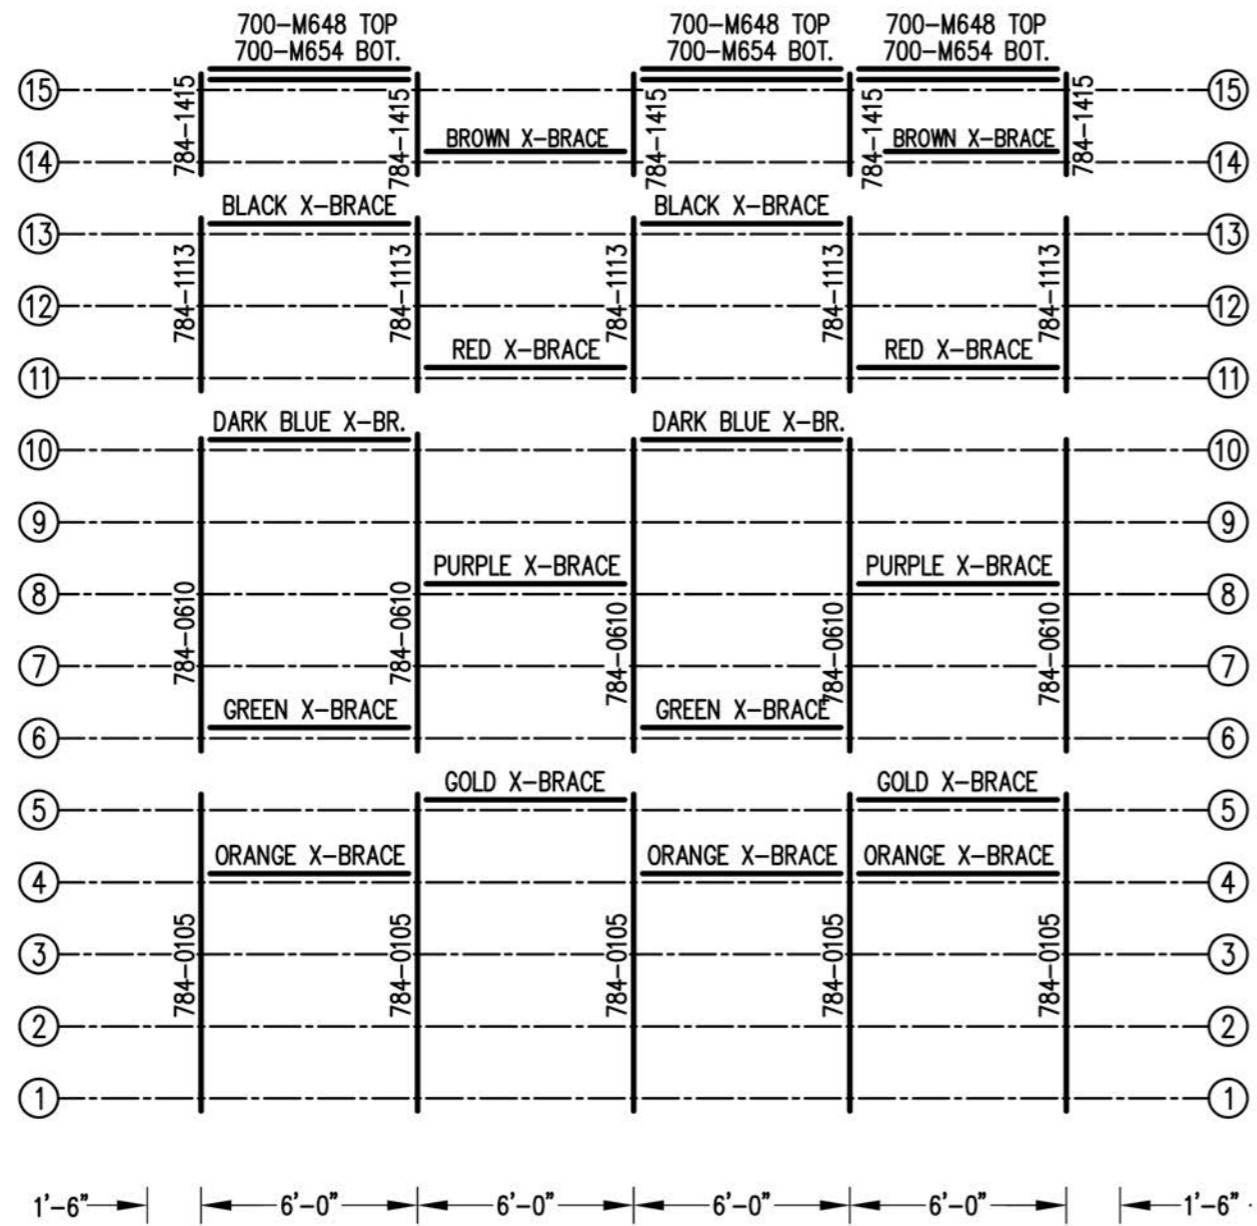 700-M648 TOP
700-M654 BOT.
700-M648 TOP
700-M654 BOT.
700-M648 TOP
700-M654 BOT.
15
784-1415
784-1415
784-1415
784-1415
784-1415
15
BROWN X-BRACE
BROWN X-BRACE
14
14
BLACK X-BRACE
BLACK X-BRACE
13
13
784-1113
784-1113
784-1113
784-1113
784-1113
12
12
RED X-BRACE
RED X-BRACE
11
11
DARK BLUE X-BR.
DARK BLUE X-BR.
10
10
9
9
PURPLE X-BRACE
PURPLE X-BRACE
8
8
784-0610
784-0610
784-0610
784-0610
784-0610
7
7
GREEN X-BRACE
GREEN X-BRACE
6
6
GOLD X-BRACE
GOLD X-BRACE
5
5
ORANGE X-BRACE
ORANGE X-BRACE
ORANGE X-BRACE
4
4
784-0105
784-0105
784-0105
784-0105
784-0105
3
3
2
2
1
1
1'-6"
6'-0"
6'-0"
6'-0"
6'-0"
1'-6"